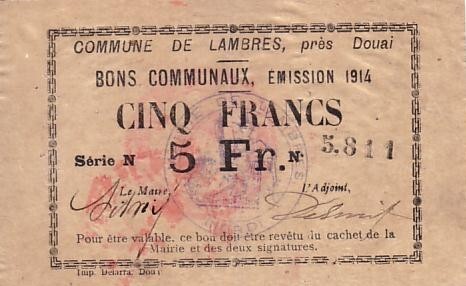 COMMUNE DE LAMBRES, près Douai
BONS COMMUNAUX, ÉMISSION 1914
CINQ FRANCS
Série N 5 Fr. N° 5.811
Le Maire, L'Adjoint,
Pour être valable, ce bon doit être revêtu du cachet de la
Mairie et des deux signatures.
Imp. Delarra, Douai